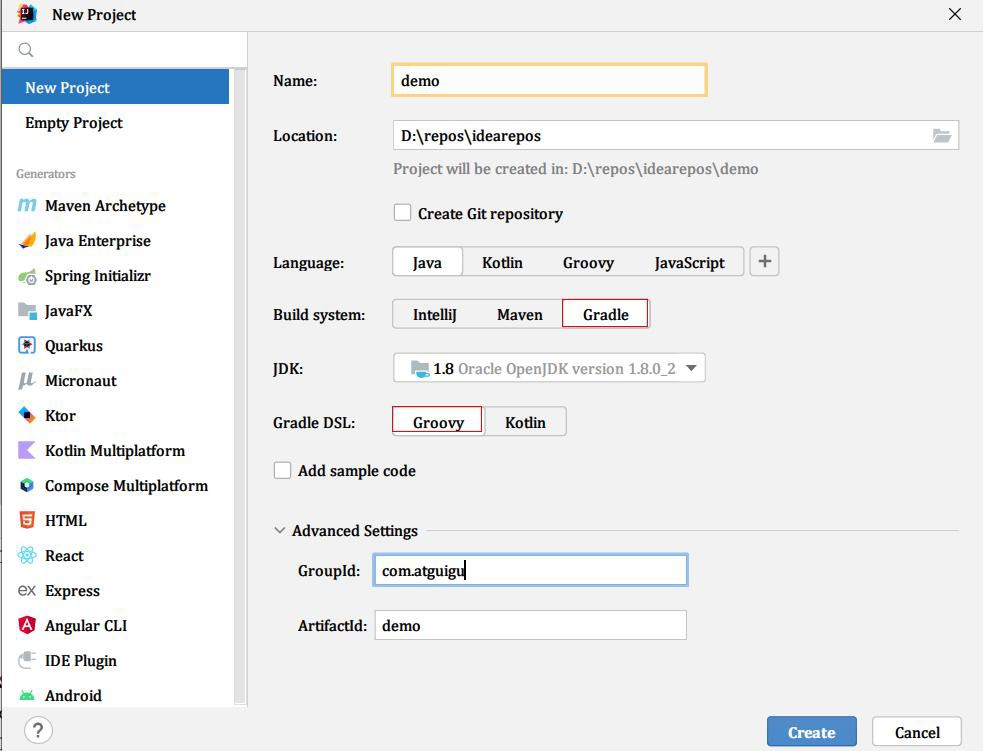 New Project
New Project
Empty Project
Generators
Maven Archetype
Java Enterprise
Spring Initializr
JavaFX
Quarkus
Micronaut
Ktor
Kotlin Multiplatform
Compose Multiplatform
HTML
React
ex Express
Angular CLI
IDE Plugin
Android
?
Name: demo
Location: D:\repos\idearepos
Project will be created in: D:\repos\idearepos\demo
Create Git repository
Language: Java Kotlin Groovy JavaScript +
Build system: IntelliJ Maven Gradle
JDK: 1.8 Oracle OpenJDK version 1.8.0_2
Gradle DSL: Groovy Kotlin
Add sample code
Advanced Settings
GroupId: com.atguigu
ArtifactId: demo
Create Cancel